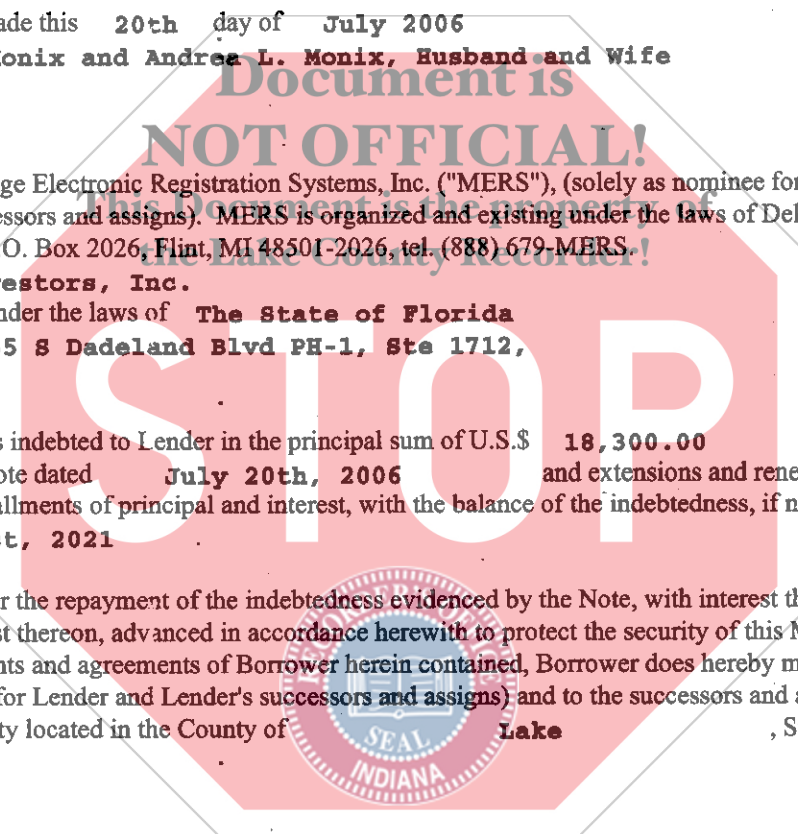 ade this 20th day of July 2006
onix and Andrea L. Monix, Husband and Wife
Document is
NOT OFFICIAL!
ge Electronic Registration Systems, Inc. ("MERS"), (solely as nominee for
This Document is the property of
essors and assigns). MERS is organized and existing under the laws of Del
the Lake County Recorder!
O. Box 2026, Flint, MI 48501-2026, tel. (888) 679-MERS.
estors, Inc.
nder the laws of The State of Florida
5 S Dadeland Blvd PH-1, Ste 1712,
STOP
s indebted to Lender in the principal sum of U.S.$ 18,300.00
ote dated July 20th, 2006 and extensions and rene
allments of principal and interest, with the balance of the indebtedness, if n
t, 2021
r the repayment of the indebtedness evidenced by the Note, with interest th
st thereon, advanced in accordance herewith to protect the security of this M
nts and agreements of Borrower herein contained, Borrower does hereby m
for Lender and Lender's successors and assigns) and to the successors and a
ty located in the County of Lake , S
RECORDER'S OFFICE
SEAL
INDIANA